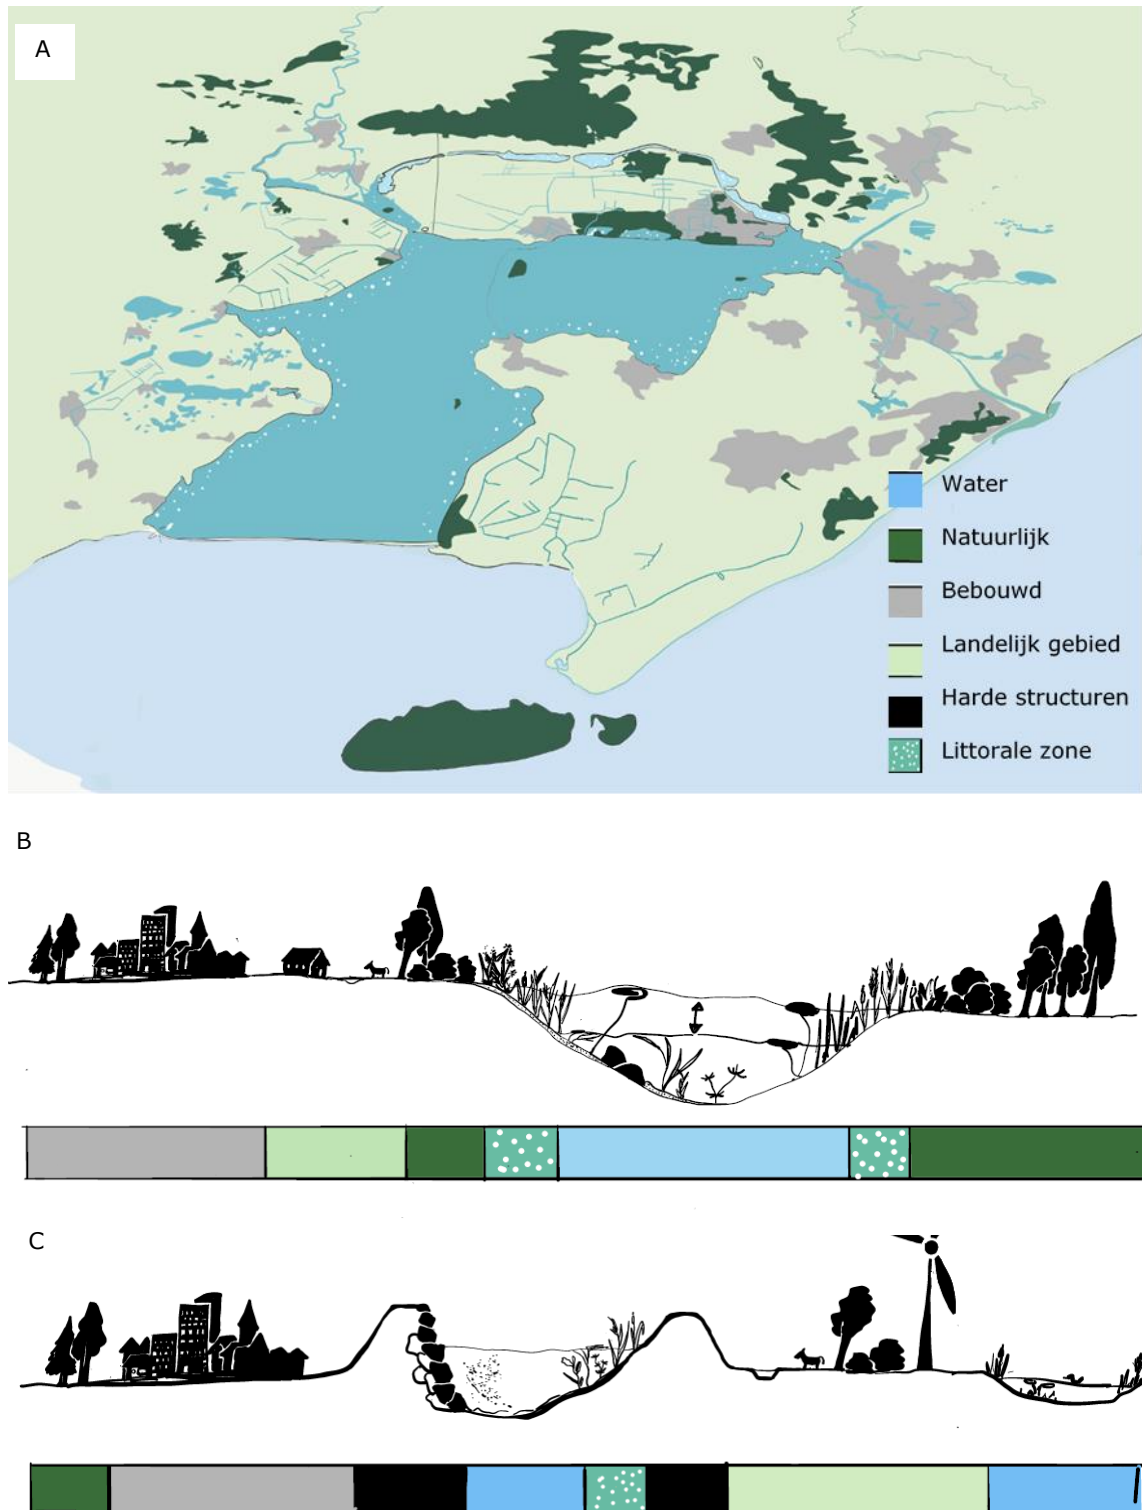 A
Water
Natuurlijk
Bebouwd
Landelijk gebied
Harde structuren
Littorale zone
B
C